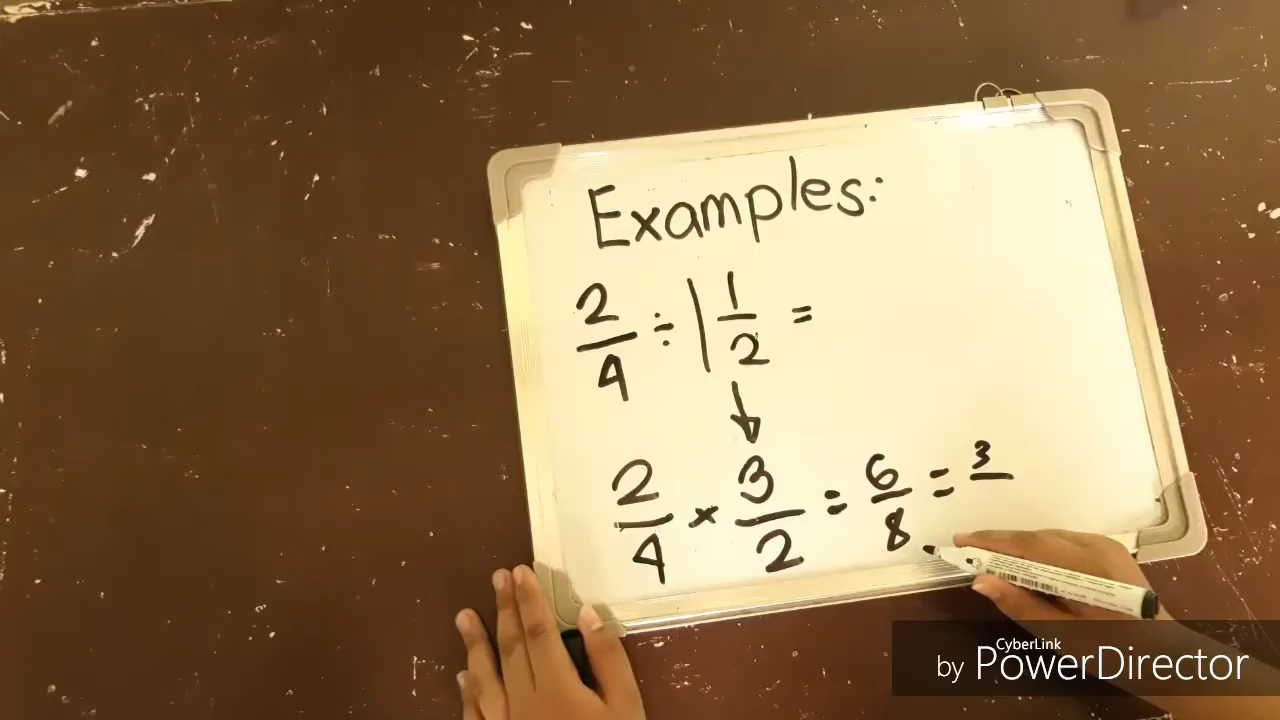 Examples:
2/4 ÷ 1 1/2 =
↓
2/4 × 3/2 = 6/8 = 3/
CyberLink
by PowerDirector